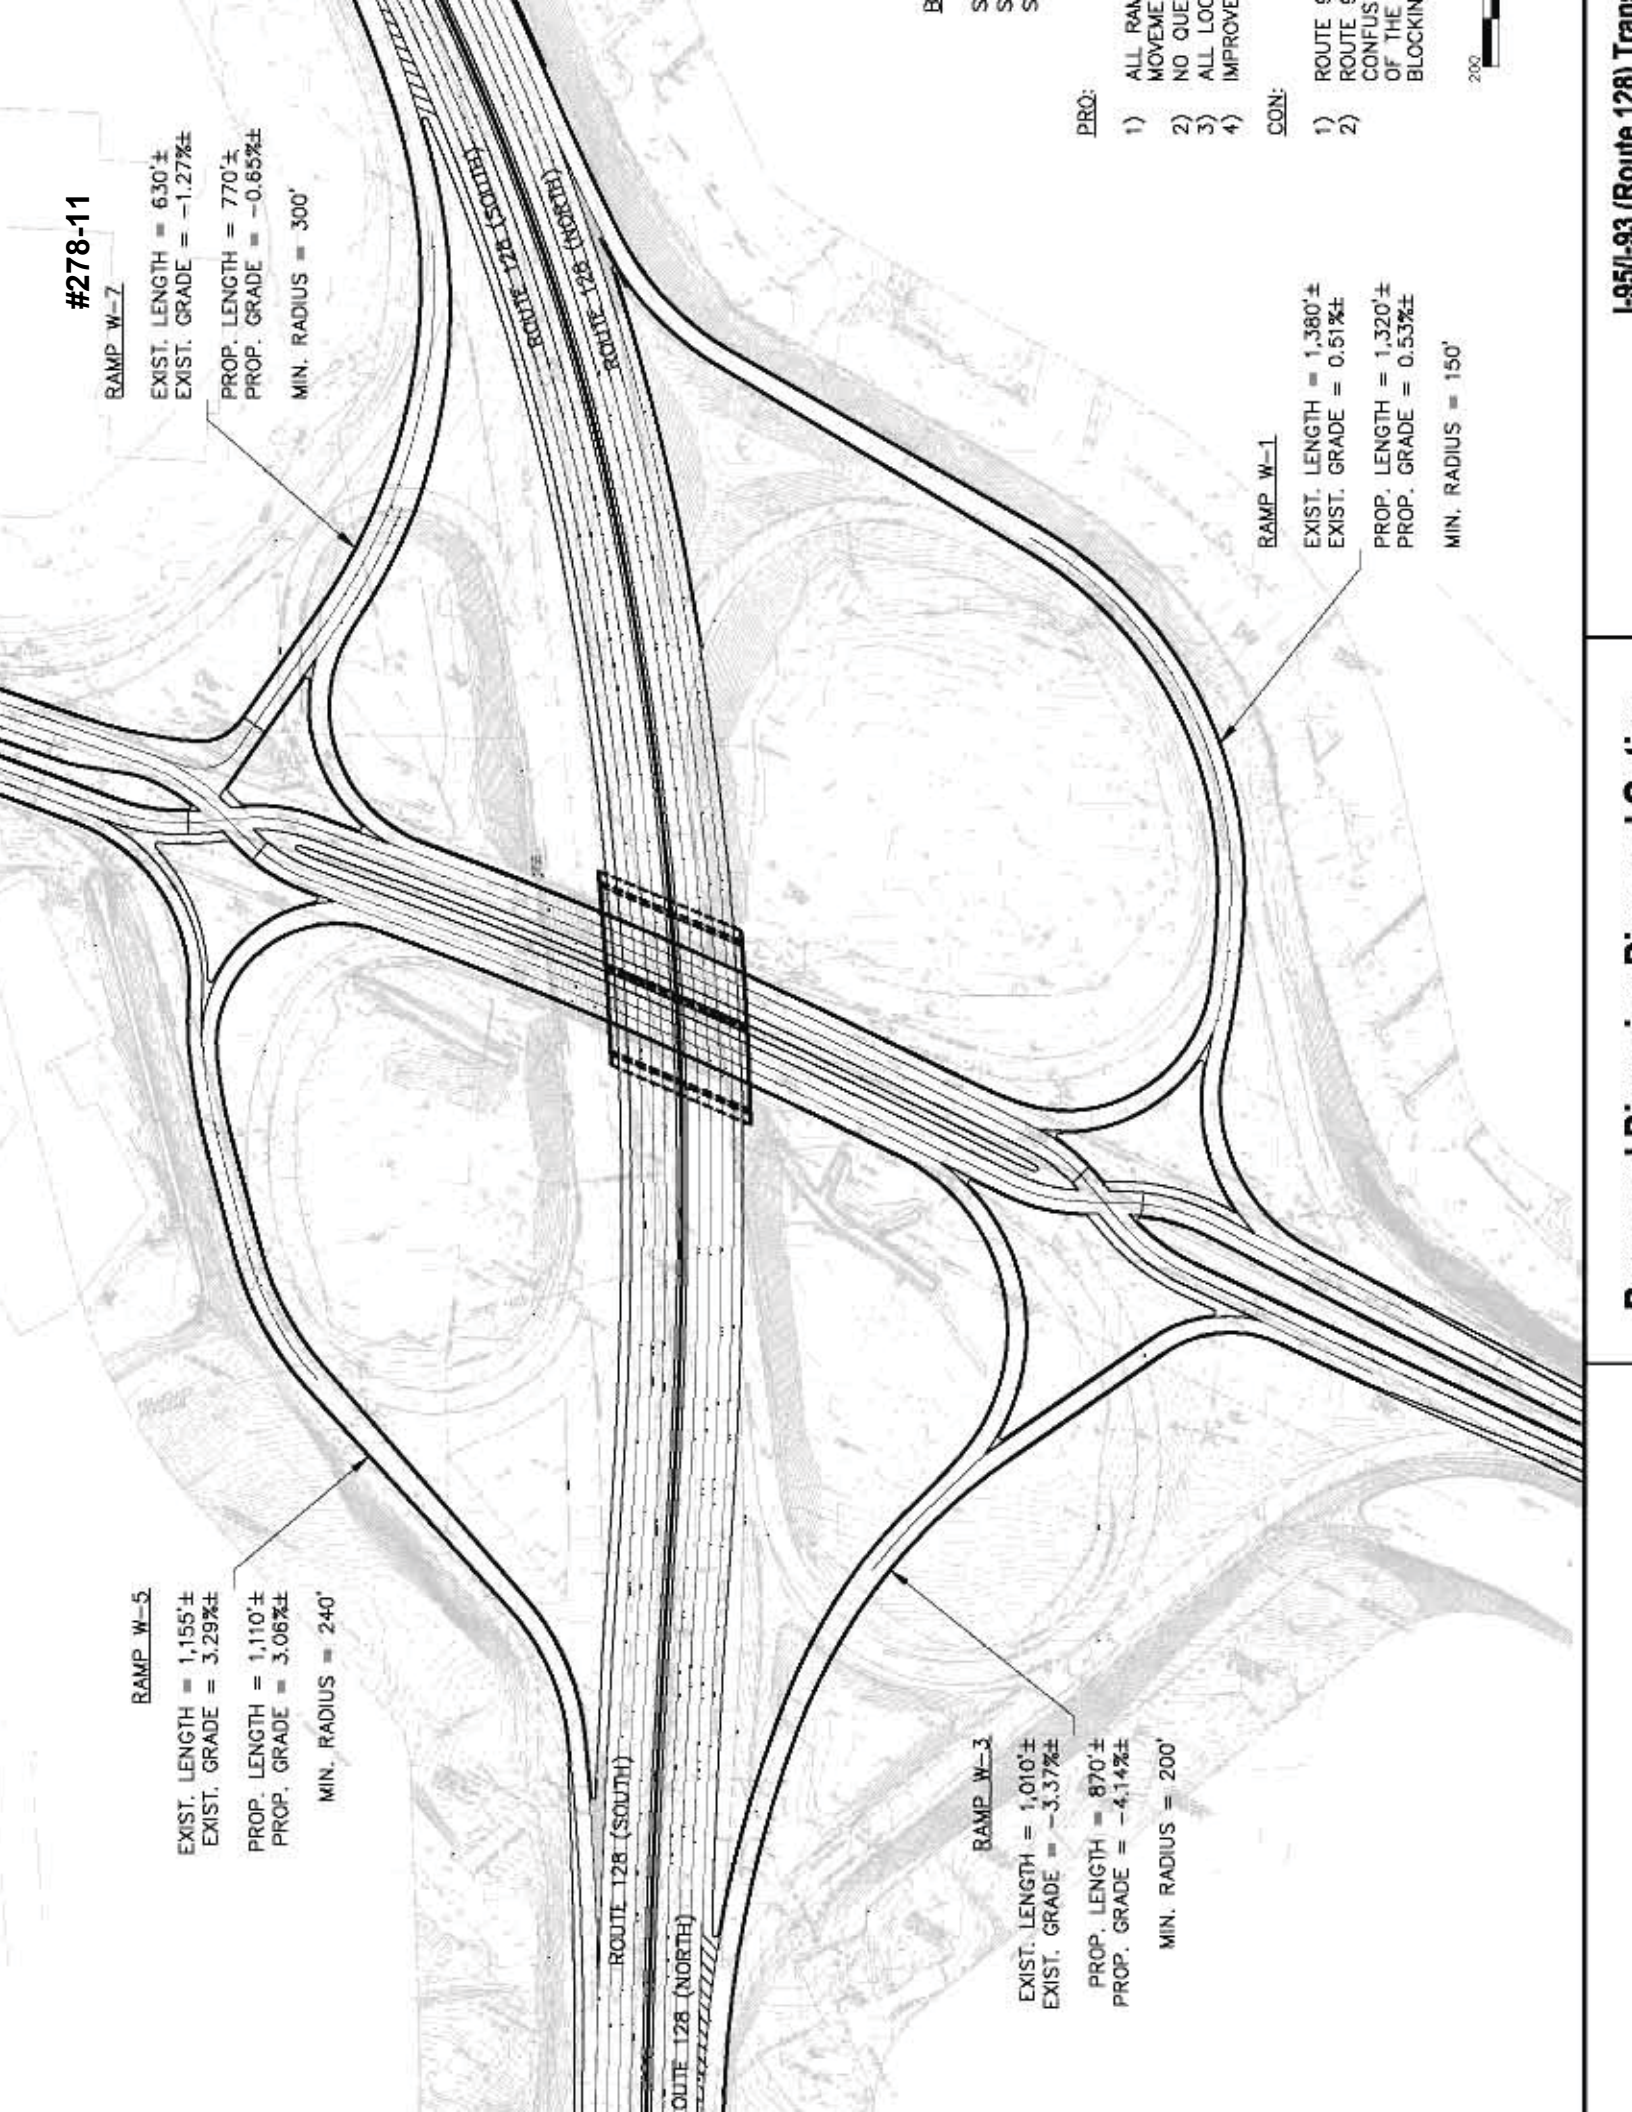 #278-11
RAMP W-7
EXIST. LENGTH = 630'±
EXIST. GRADE = -1.27%±
PROP. LENGTH = 770'±
PROP. GRADE = -0.65%±
MIN. RADIUS = 300'
RAMP W-5
EXIST. LENGTH = 1,155'±
EXIST. GRADE = 3.29%±
PROP. LENGTH = 1,110'±
PROP. GRADE = 3.06%±
MIN. RADIUS = 240'
ROUTE 128 (SOUTH)
ROUTE 128 (NORTH)
ROUTE 128 (SOUTH)
OUTE 128 (NORTH)
RAMP W-3
EXIST. LENGTH = 1,010'±
EXIST. GRADE = -3.37%±
PROP. LENGTH = 870'±
PROP. GRADE = -4.14%±
MIN. RADIUS = 200'
RAMP W-1
EXIST. LENGTH = 1,380'±
EXIST. GRADE = 0.51%±
PROP. LENGTH = 1,320'±
PROP. GRADE = 0.53%±
MIN. RADIUS = 150'
PRO:
1) ALL RAM
MOVEME
2) NO QUE
3) ALL LOC
4) IMPROVE
CON:
1) ROUTE
2) ROUTE
CONFUS
OF THE
BLOCKIN
200
I-95/I-93 (Route 128) Trans